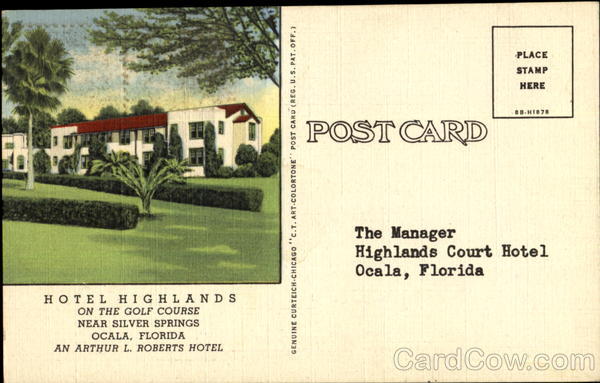 HOTEL HIGHLANDS
ON THE GOLF COURSE
NEAR SILVER SPRINGS
OCALA, FLORIDA
AN ARTHUR L. ROBERTS HOTEL
GENUINE CURTEICH-CHICAGO "C.T. ART-COLORTONE" POST CARD (REG. U.S. PAT. OFF.)
POST CARD
PLACE
STAMP
HERE
8B-H1878
The Manager
Highlands Court Hotel
Ocala, Florida
CardCow.com